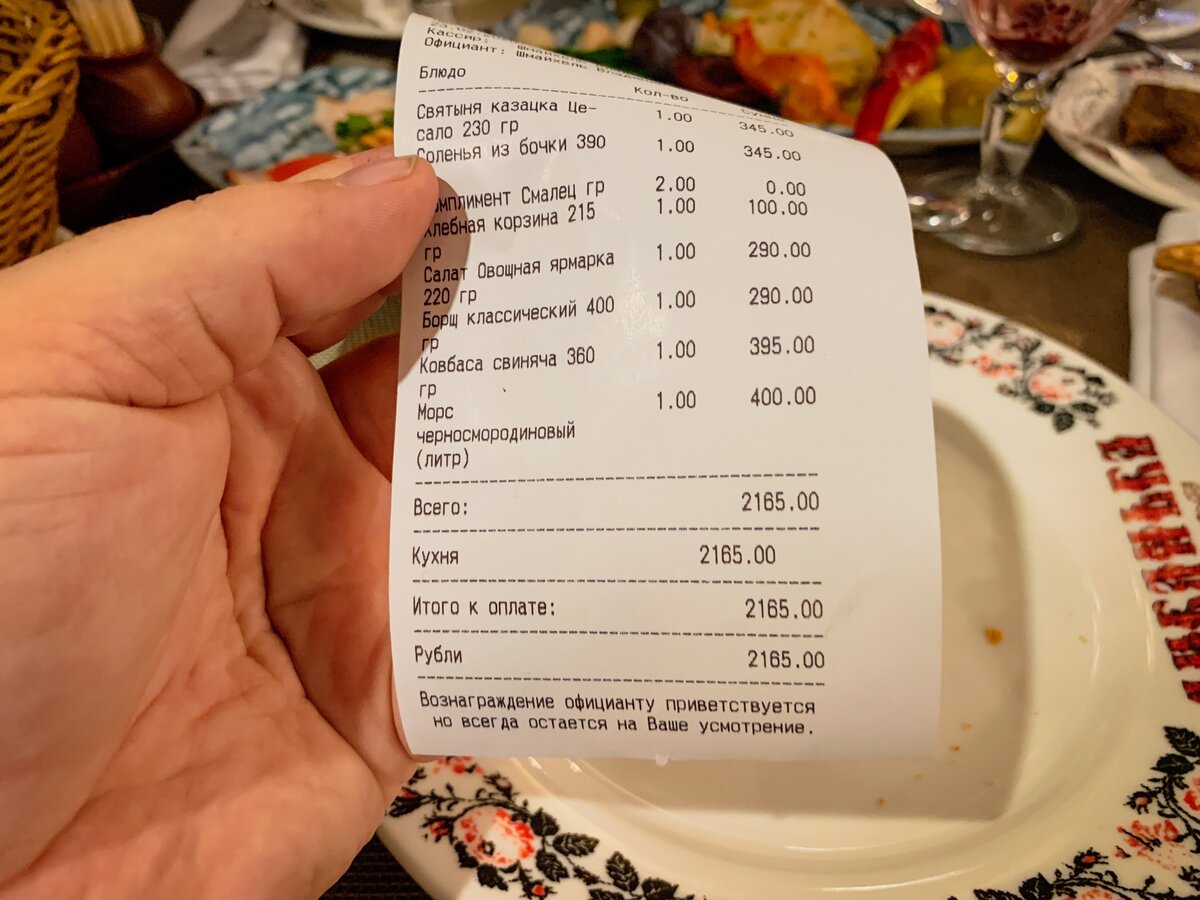 Кассир:
Официант: Шмайхель
Блюдо Кол-во
Святыня казацка Це- 1.00 345.00
сало 230 гр
Соленья из бочки 390 1.00 345.00
Смалец гр 2.00 0.00
Хлебная корзина 215 1.00 100.00
гр
Салат Овощная ярмарка 1.00 290.00
220 гр
Борщ классический 400 1.00 290.00
гр
Ковбаса свиняча 360 1.00 395.00
гр
Морс 1.00 400.00
черносмородиновый
(литр)
Всего: 2165.00
Кухня 2165.00
Итого к оплате: 2165.00
Рубли 2165.00
Вознаграждение официанту приветствуется
но всегда остается на Ваше усмотрение.